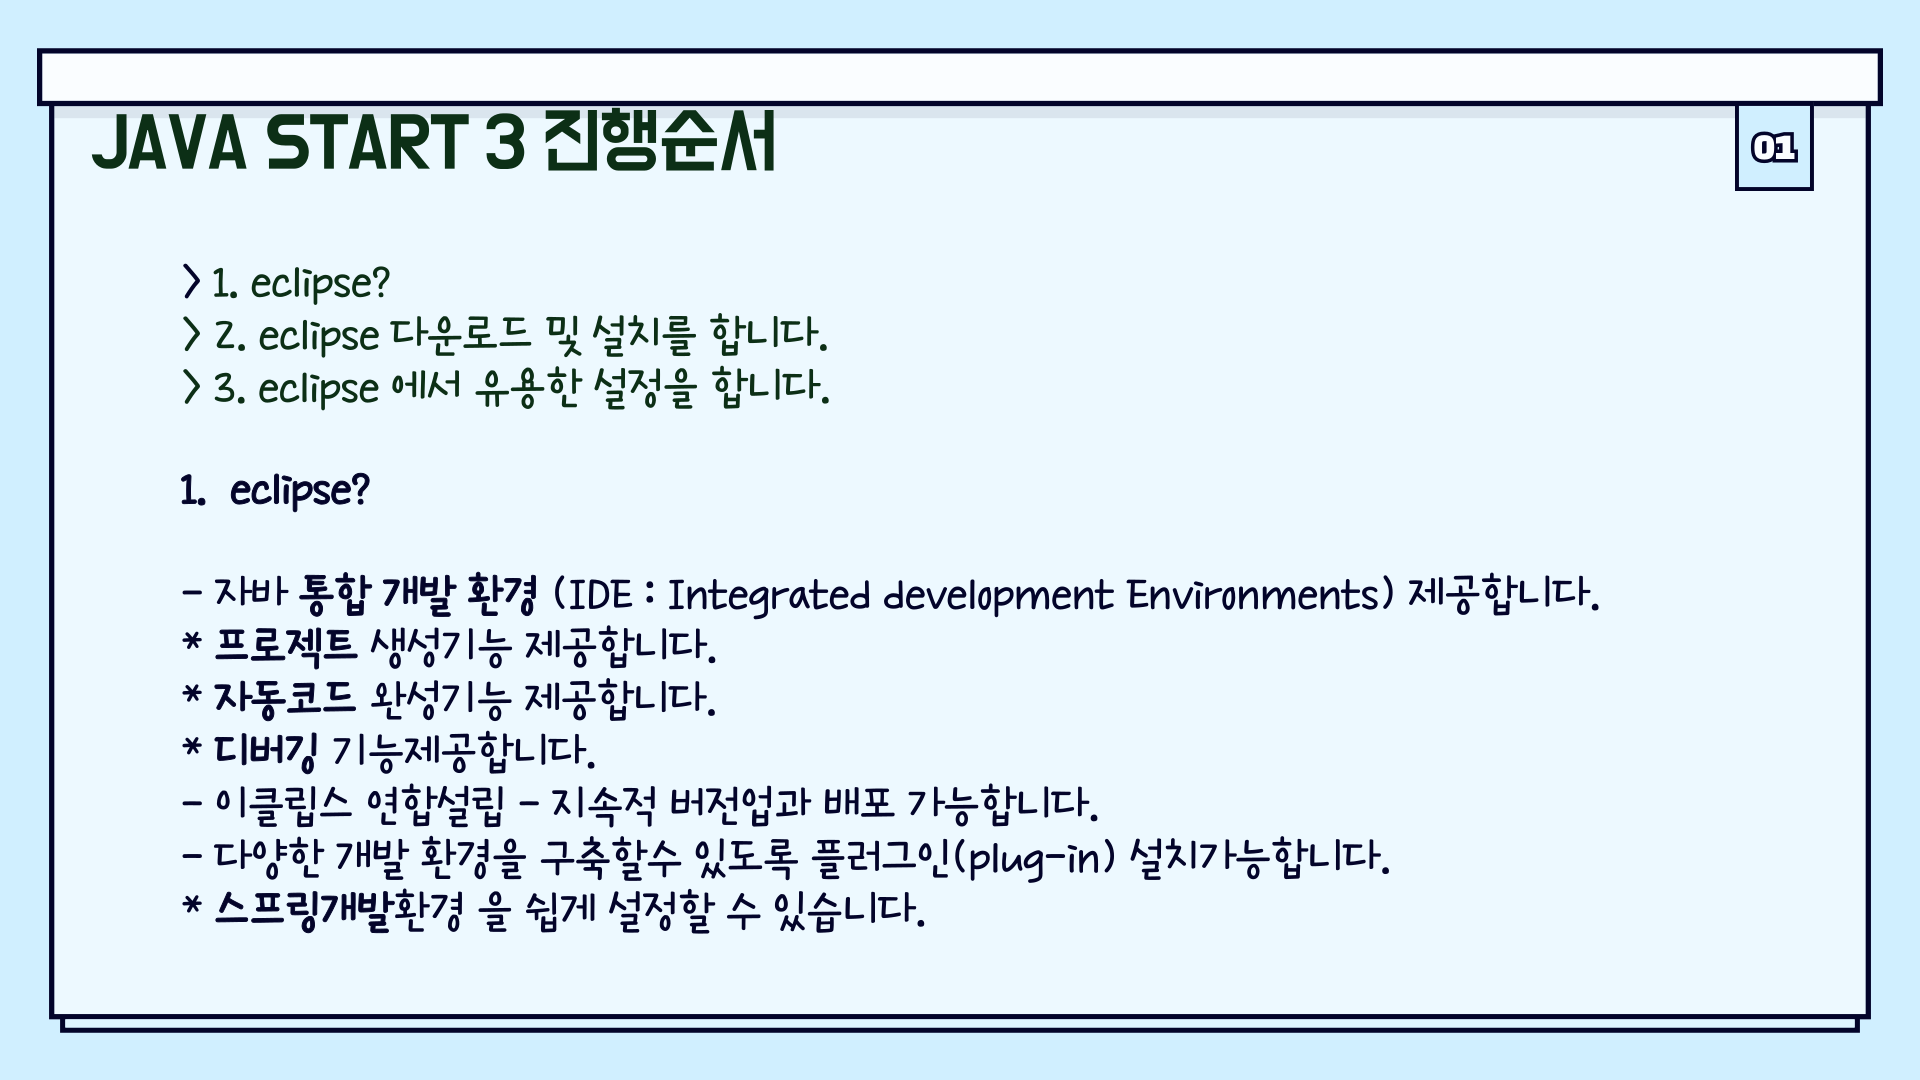 JAVA START 3 진행순서
01
> 1. eclipse?
> 2. eclipse 다운로드 및 설치를 합니다.
> 3. eclipse 에서 유용한 설정을 합니다.
1. eclipse?
- 자바 통합 개발 환경 (IDE : Integrated development Environments) 제공합니다.
* 프로젝트 생성기능 제공합니다.
* 자동코드 완성기능 제공합니다.
* 디버깅 기능제공합니다.
- 이클립스 연합설립 - 지속적 버전업과 배포 가능합니다.
- 다양한 개발 환경을 구축할수 있도록 플러그인(plug-in) 설치가능합니다.
* 스프링개발환경 을 쉽게 설정할 수 있습니다.